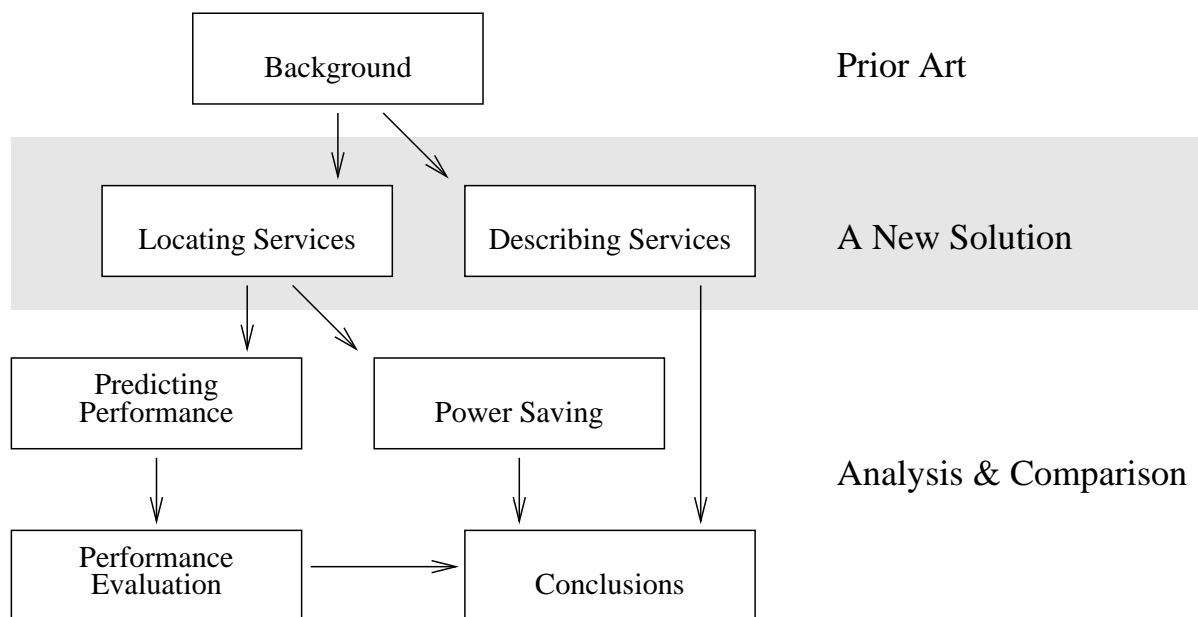 Background
Prior Art
Locating Services
Describing Services
A New Solution
Predicting
Performance
Power Saving
Analysis & Comparison
Performance
Evaluation
Conclusions